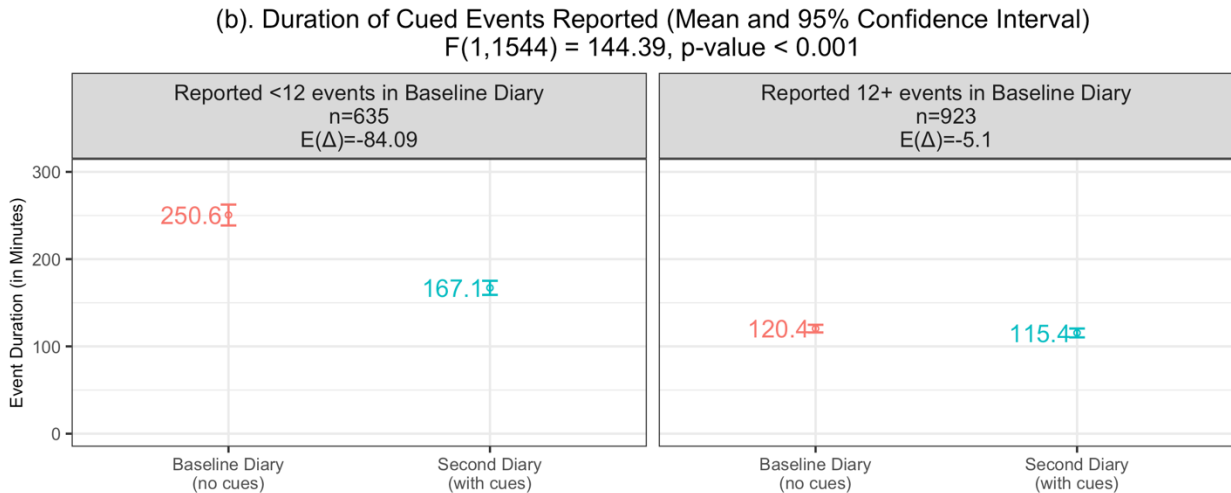 (b). Duration of Cued Events Reported (Mean and 95% Confidence Interval)
F(1,1544) = 144.39, p-value < 0.001
Reported <12 events in Baseline Diary
n=635
E(Δ)=-84.09
Reported 12+ events in Baseline Diary
n=923
E(Δ)=-5.1
Event Duration (in Minutes)
300
200
100
0
250.6
167.1
120.4
115.4
Baseline Diary
(no cues)
Second Diary
(with cues)
Baseline Diary
(no cues)
Second Diary
(with cues)